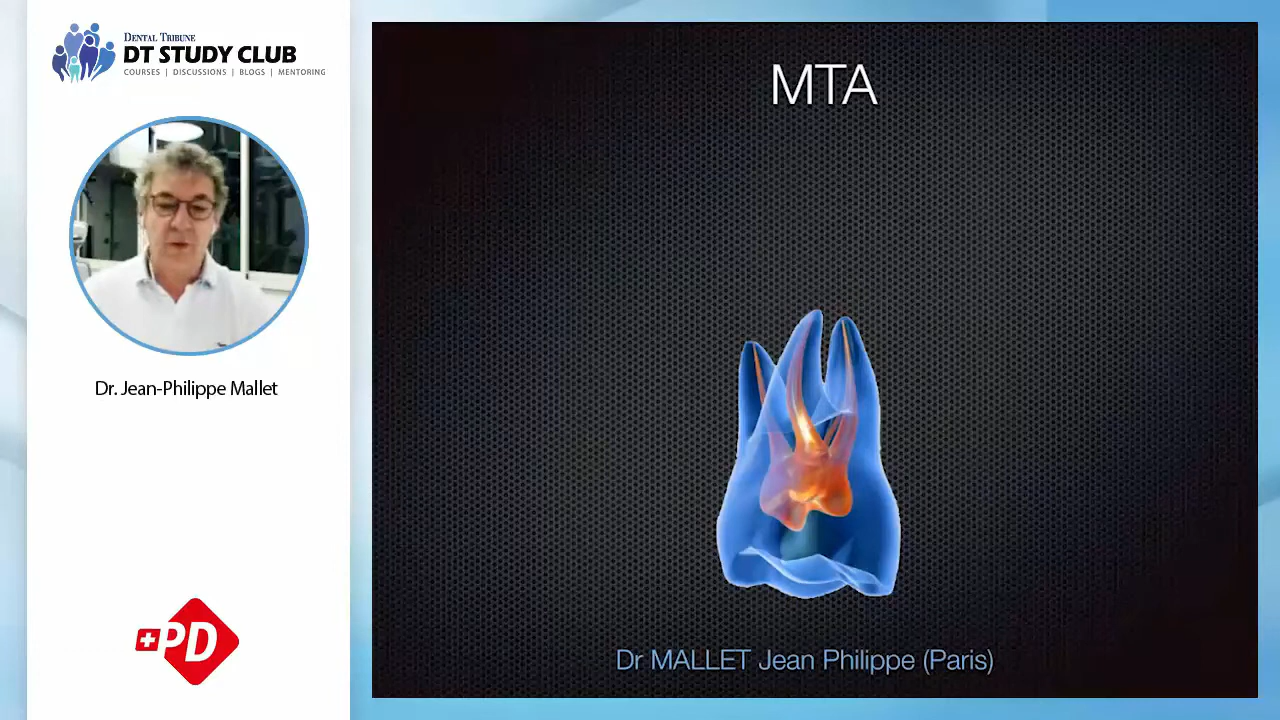 DENTAL TRIBUNE
DT STUDY CLUB
COURSES | DISCUSSIONS | BLOGS | MENTORING
Dr. Jean-Philippe Mallet
PD
MTA
Dr MALLET Jean Philippe (Paris)